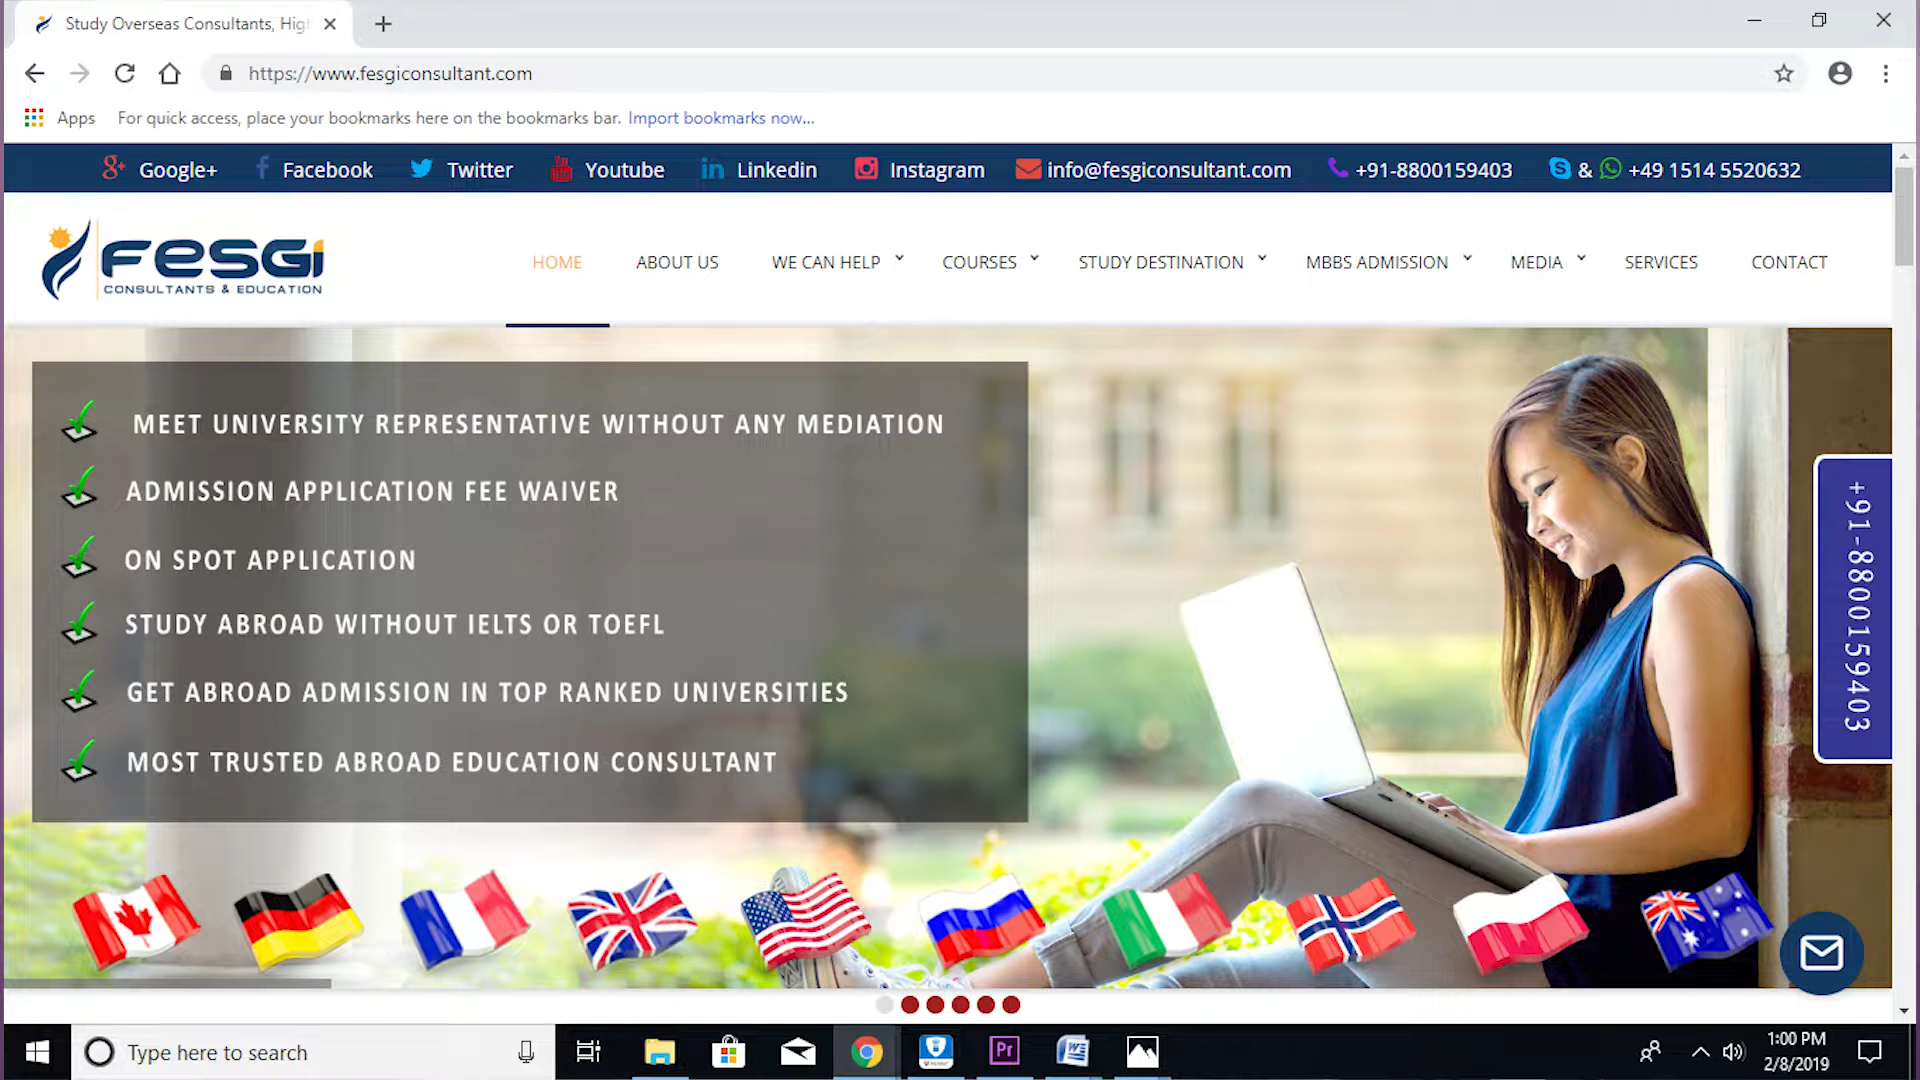 Study Overseas Consultants, Hig
https://www.fesgiconsultant.com
Apps For quick access, place your bookmarks here on the bookmarks bar. Import bookmarks now...
Google+ Facebook Twitter Youtube Linkedin Instagram info@fesgiconsultant.com +91-8800159403 & +49 1514 5520632
FESGI
CONSULTANTS & EDUCATION
HOME ABOUT US WE CAN HELP COURSES STUDY DESTINATION MBBS ADMISSION MEDIA SERVICES CONTACT
MEET UNIVERSITY REPRESENTATIVE WITHOUT ANY MEDIATION
ADMISSION APPLICATION FEE WAIVER
ON SPOT APPLICATION
STUDY ABROAD WITHOUT IELTS OR TOEFL
GET ABROAD ADMISSION IN TOP RANKED UNIVERSITIES
MOST TRUSTED ABROAD EDUCATION CONSULTANT
+91-8800159403
Type here to search
Pr
1:00 PM
2/8/2019